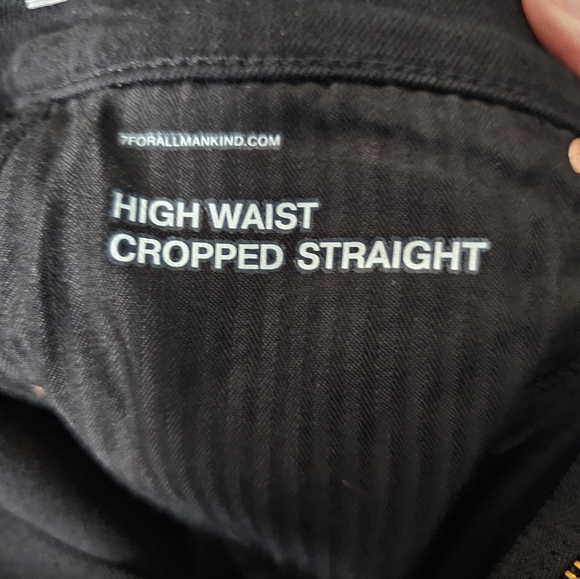 7FORALLMANKIND.COM
HIGH WAIST
CROPPED STRAIGHT